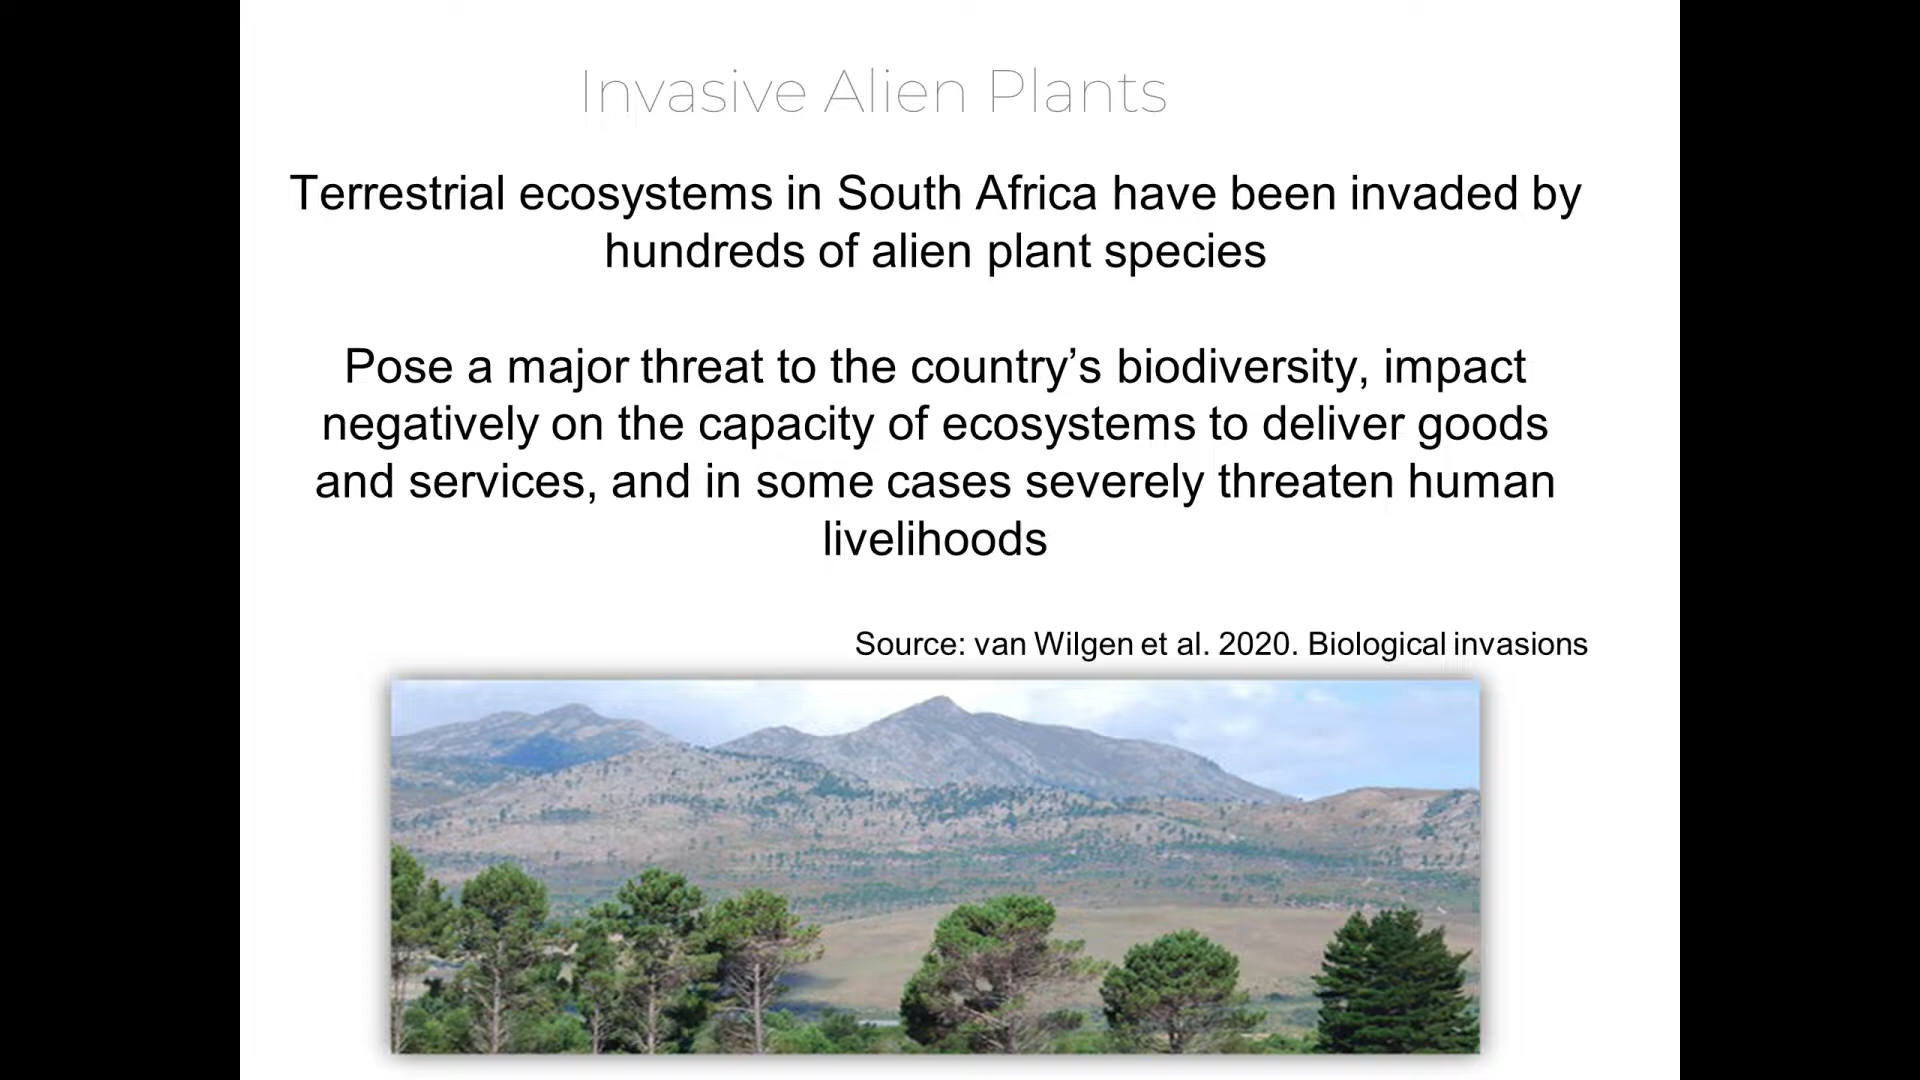 Invasive Alien Plants
Terrestrial ecosystems in South Africa have been invaded by
hundreds of alien plant species
Pose a major threat to the country’s biodiversity, impact
negatively on the capacity of ecosystems to deliver goods
and services, and in some cases severely threaten human
livelihoods
Source: van Wilgen et al. 2020. Biological invasions